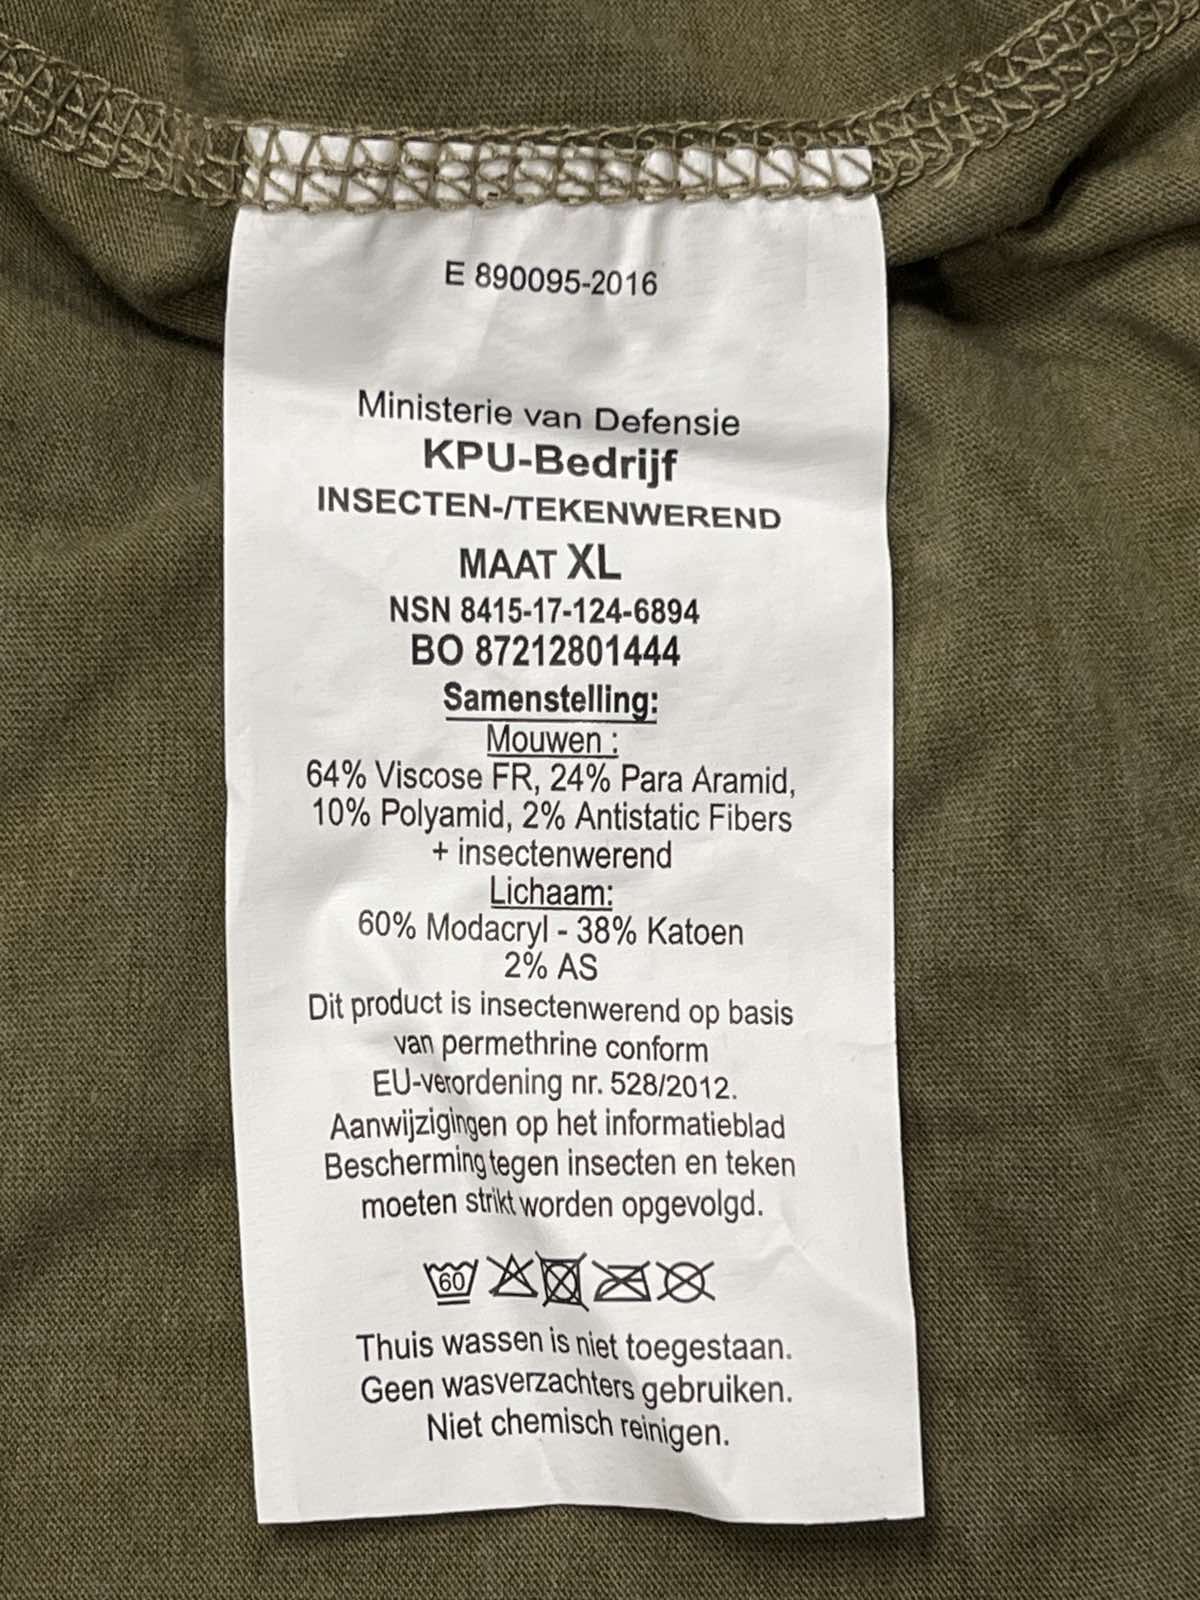 E 890095-2016
Ministerie van Defensie
KPU-Bedrijf
INSECTEN-/TEKENWEREND
MAAT XL
NSN 8415-17-124-6894
BO 87212801444
Samenstelling:
Mouwen :
64% Viscose FR, 24% Para Aramid,
10% Polyamid, 2% Antistatic Fibers
+ insectenwerend
Lichaam:
60% Modacryl - 38% Katoen
2% AS
Dit product is insectenwerend op basis
van permethrine conform
EU-verordening nr. 528/2012.
Aanwijzigingen op het informatieblad
Bescherming tegen insecten en teken
moeten strikt worden opgevolgd.
60
Thuis wassen is niet toegestaan.
Geen wasverzachters gebruiken.
Niet chemisch reinigen.